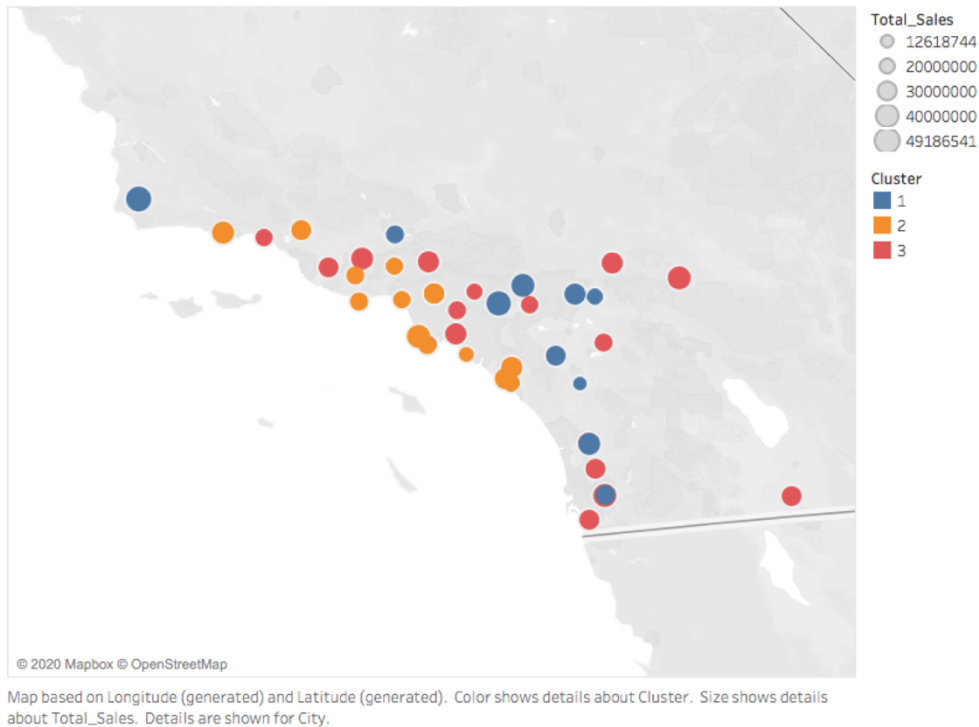 Total_Sales
12618744
20000000
30000000
40000000
49186541
Cluster
1
2
3
© 2020 Mapbox © OpenStreetMap
Map based on Longitude (generated) and Latitude (generated). Color shows details about Cluster. Size shows details
about Total_Sales. Details are shown for City.